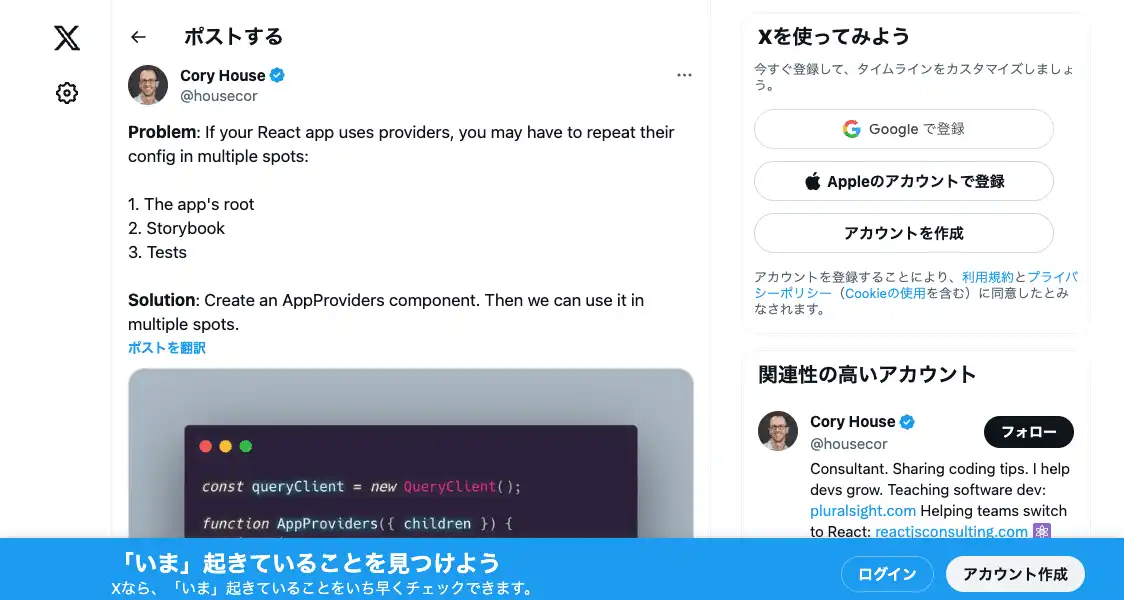 ポストする
Cory House
@housecor
Problem: If your React app uses providers, you may have to repeat their
config in multiple spots:
1. The app's root
2. Storybook
3. Tests
Solution: Create an AppProviders component. Then we can use it in
multiple spots.
ポストを翻訳
const queryClient = new QueryClient();
function AppProviders({ children }) {
Xを使ってみよう
今すぐ登録して、タイムラインをカスタマイズしましょ
う。
Google で登録
Appleのアカウントで登録
アカウントを作成
アカウントを登録することにより、利用規約とプライバ
シーポリシー（Cookieの使用を含む）に同意したとみ
なされます。
関連性の高いアカウント
Cory House
@housecor
フォロー
Consultant. Sharing coding tips. I help
devs grow. Teaching software dev:
pluralsight.com Helping teams switch
to React: reactjsconsulting.com
「いま」起きていることを見つけよう
Xなら、「いま」起きていることをいち早くチェックできます。
ログイン
アカウント作成